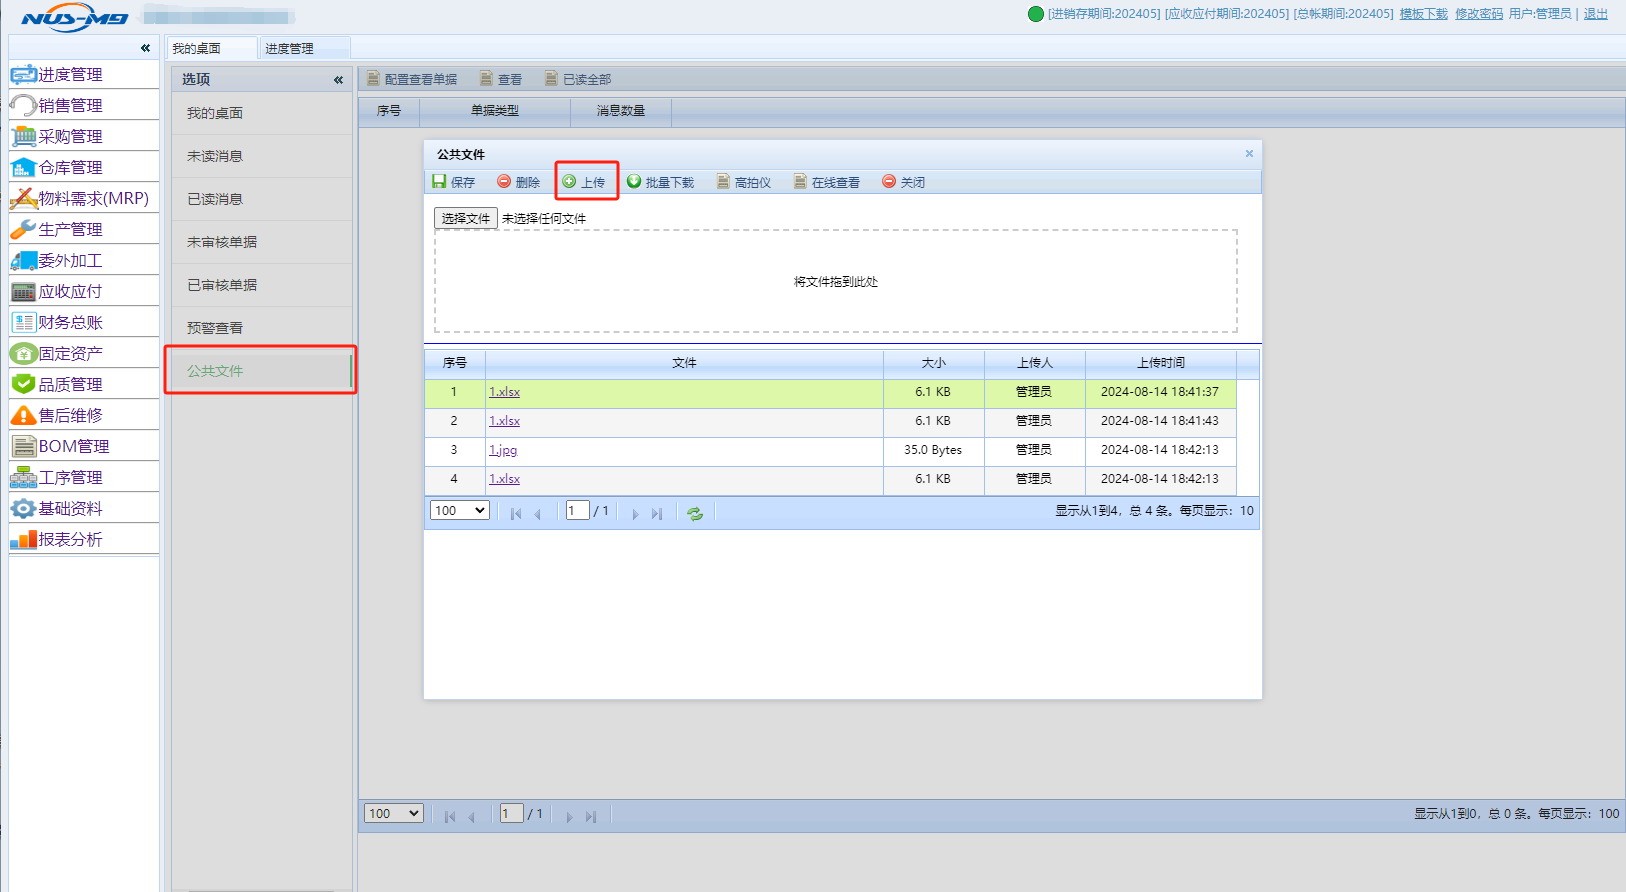 NUS-M9
[进销存期间:202405] [应收应付期间:202405] [总帐期间:202405] 模板下载 修改密码 用户:管理员 | 退出
我的桌面 进度管理
进度管理
销售管理
采购管理
仓库管理
物料需求(MRP)
生产管理
委外加工
应收应付
财务总账
固定资产
品质管理
售后维修
BOM管理
工序管理
基础资料
报表分析
选项
我的桌面
未读消息
已读消息
未审核单据
已审核单据
预警查看
公共文件
配置查看单据 查看 已读全部
序号 单据类型 消息数量
公共文件
保存 删除 上传 批量下载 高拍仪 在线查看 关闭
选择文件 未选择任何文件
将文件拖到此处
序号 文件 大小 上传人 上传时间
1 1.xlsx 6.1 KB 管理员 2024-08-14 18:41:37
2 1.xlsx 6.1 KB 管理员 2024-08-14 18:41:43
3 1.jpg 35.0 Bytes 管理员 2024-08-14 18:42:13
4 1.xlsx 6.1 KB 管理员 2024-08-14 18:42:13
100 1 / 1 显示从1到4，总 4 条。每页显示：10
100 1 / 1 显示从1到0，总 0 条。每页显示：100